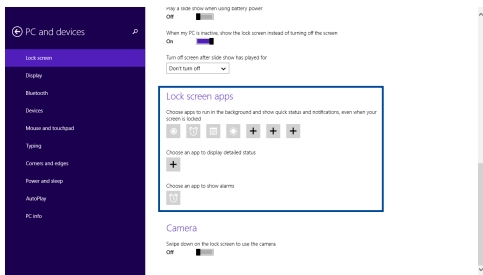 PC and devices
Lock screen
Display
Bluetooth
Devices
Mouse and touchpad
Typing
Corners and edges
Power and sleep
AutoPlay
PC info
Play a slide show when using battery power
Off
When my PC is inactive, show the lock screen instead of turning off the screen
On
Turn off screen after slide show has played for
Don't turn off
Lock screen apps
Choose apps to run in the background and show quick status and notifications, even when your
screen is locked
Choose an app to display detailed status
Choose an app to show alarms
Camera
Swipe down on the lock screen to use the camera
Off